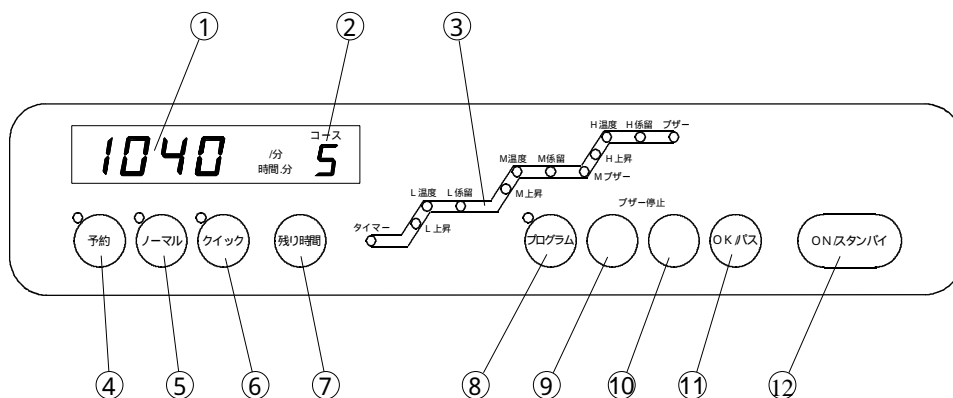 ① ② ③
コース
1040 /分 5
時間.分
H温度 H係留 ブザー
H上昇
M温度 M係留
Mブザー
M上昇
L温度 L係留
L上昇
タイマー
ブザー停止
予約 ノーマル クイック 残り時間 プログラム OK/パス ON/スタンバイ
④ ⑤ ⑥ ⑦ ⑧ ⑨ ⑩ ⑪ ⑫